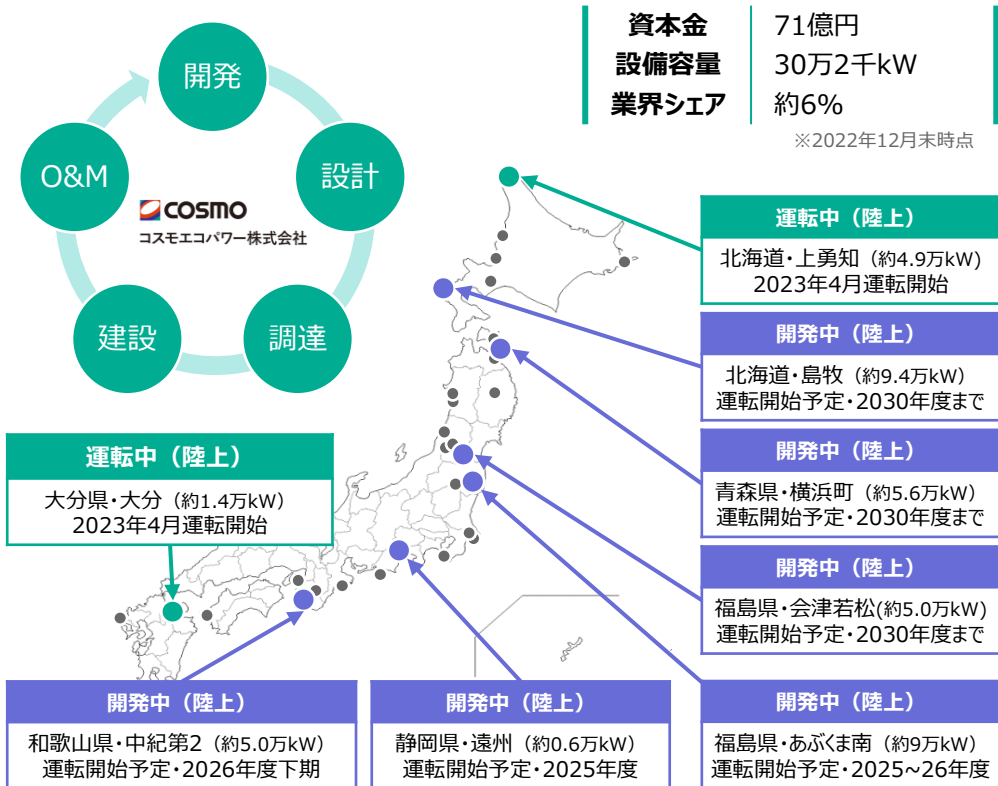 資本金 71億円
設備容量 30万2千kW
業界シェア 約6%
※2022年12月末時点
開発
設計
調達
建設
O&M
COSMO
コスモエコパワー株式会社
運転中（陸上）
北海道・上勇知（約4.9万kW)
2023年4月運転開始
開発中（陸上）
北海道・島牧（約9.4万kW）
運転開始予定・2030年度まで
開発中（陸上）
青森県・横浜町（約5.6万kW）
運転開始予定・2030年度まで
開発中（陸上）
福島県・会津若松(約5.0万kW）
運転開始予定・2030年度まで
開発中（陸上）
福島県・あぶくま南（約9万kW）
運転開始予定・2025~26年度
運転中（陸上）
大分県・大分（約1.4万kW）
2023年4月運転開始
開発中（陸上）
和歌山県・中紀第2（約5.0万kW）
運転開始予定・2026年度下期
開発中（陸上）
静岡県・遠州（約0.6万kW）
運転開始予定・2025年度